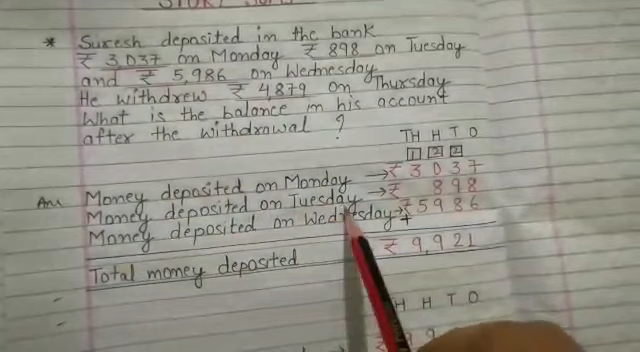 * Suresh deposited in the bank
₹ 3,037 on Monday ₹ 898 on Tuesday
and ₹ 5,986 on Wednesday
He withdrew ₹ 4,879 on Thursday
What is the balance in his account
after the withdrawal ?
TH H T O
1 2 2
Ans Money deposited on Monday → ₹ 3 0 3 7
Money deposited on Tuesday → ₹ 8 9 8
Money deposited on Wednesday → ₹ 5 9 8 6
+
Total money deposited ₹ 9,9 2 1
H H T O